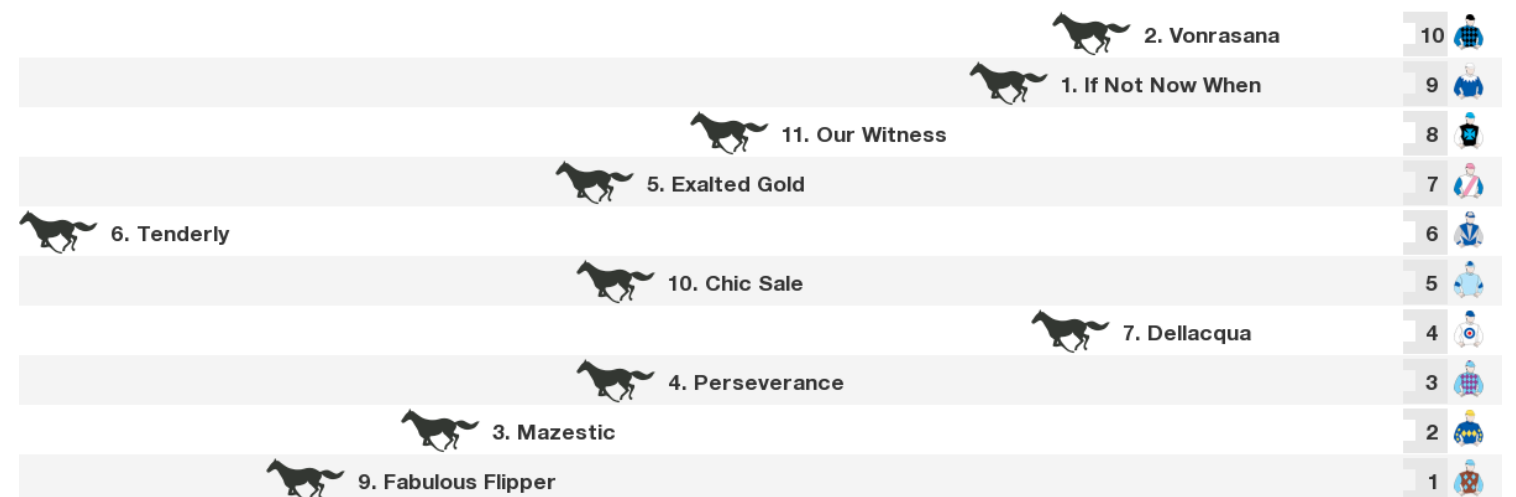 2. Vonrasana 10
1. If Not Now When 9
11. Our Witness 8
5. Exalted Gold 7
6. Tenderly 6
10. Chic Sale 5
7. Dellacqua 4
4. Perseverance 3
3. Mazestic 2
9. Fabulous Flipper 1